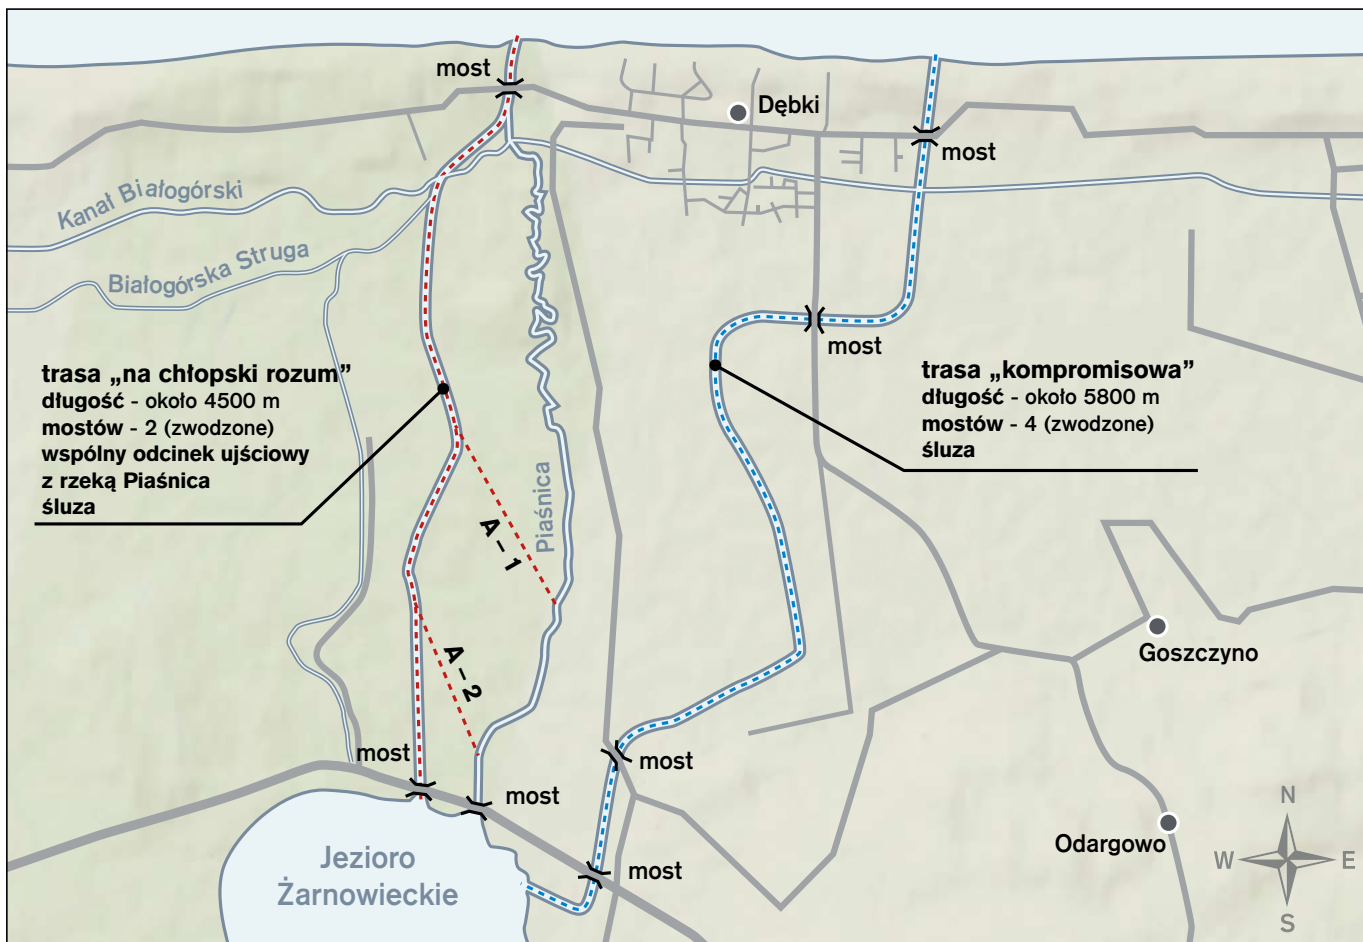 most
Dębki
most
Kanał Białogórski
Białogórska Struga
most
trasa „na chłopski rozum”
długość - około 4500 m
mostów - 2 (zwodzone)
wspólny odcinek ujściowy
z rzeką Piaśnica
śluza
trasa „kompromisowa”
długość - około 5800 m
mostów - 4 (zwodzone)
śluza
Piaśnica
A – 1
A – 2
Goszczyno
most
most
most
most
Odargowo
Jezioro
Żarnowieckie
N
W
E
S